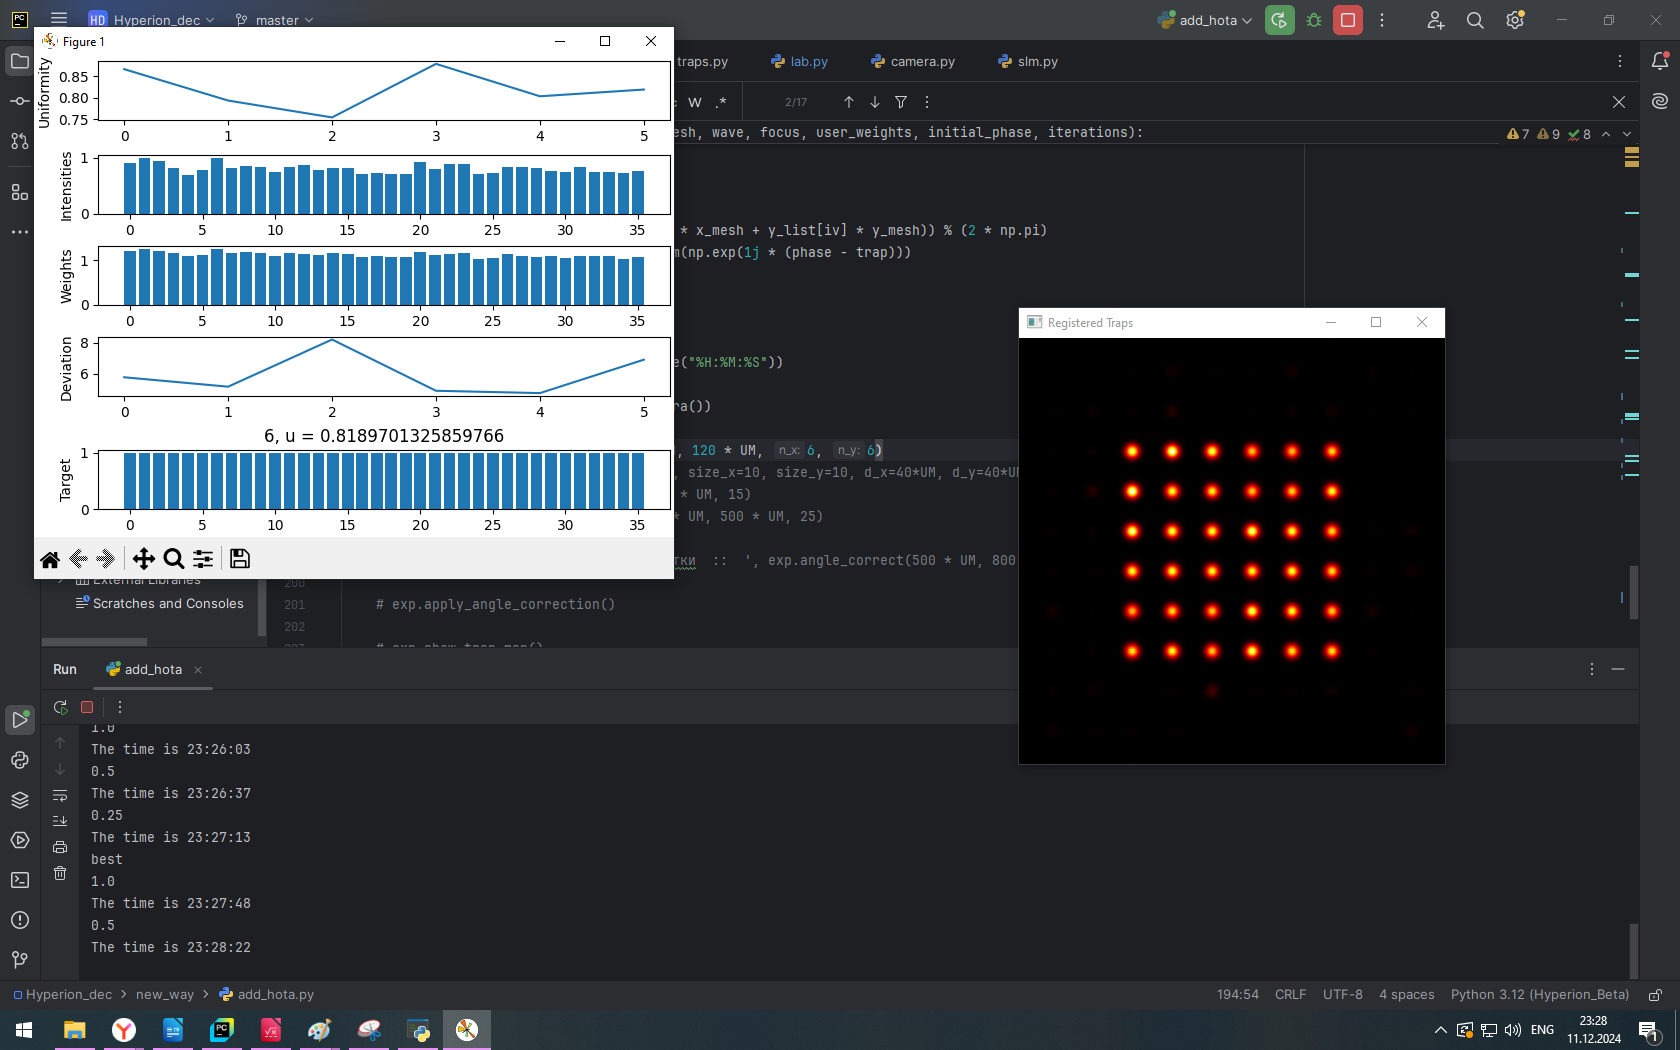 HD Hyperion_dec
master
add_hota
Figure 1
traps.py
lab.py
camera.py
slm.py
W
.*
2/17
esh, wave, focus, user_weights, initial_phase, iterations):
7
9
8
Uniformity
0.85
0.80
0.75
0 1 2 3 4 5
Intensities
1
0
0 5 10 15 20 25 30 35
Weights
1
0
0 5 10 15 20 25 30 35
Deviation
8
6
0 1 2 3 4 5
6, u = 0.8189701325859766
Target
1
0
0 5 10 15 20 25 30 35
* x_mesh + y_list[iv] * y_mesh)) % (2 * np.pi)
m(np.exp(1j * (phase - trap)))
e("%H:%M:%S"))
ra())
, 120 * UM, n_x: 6, n_y: 6)
, size_x=10, size_y=10, d_x=40*UM, d_y=40*UM
* UM, 15)
* UM, 500 * UM, 25)
тки :: ', exp.angle_correct(500 * UM, 800
Registered Traps
External Libraries
Scratches and Consoles
200
201
# exp.apply_angle_correction()
202
203
# exp.show_trap_map()
Run
add_hota
1.0
The time is 23:26:03
0.5
The time is 23:26:37
0.25
The time is 23:27:13
best
1.0
The time is 23:27:48
0.5
The time is 23:28:22
Hyperion_dec > new_way > add_hota.py
194:54
CRLF
UTF-8
4 spaces
Python 3.12 (Hyperion_Beta)
ENG
23:28
11.12.2024
1